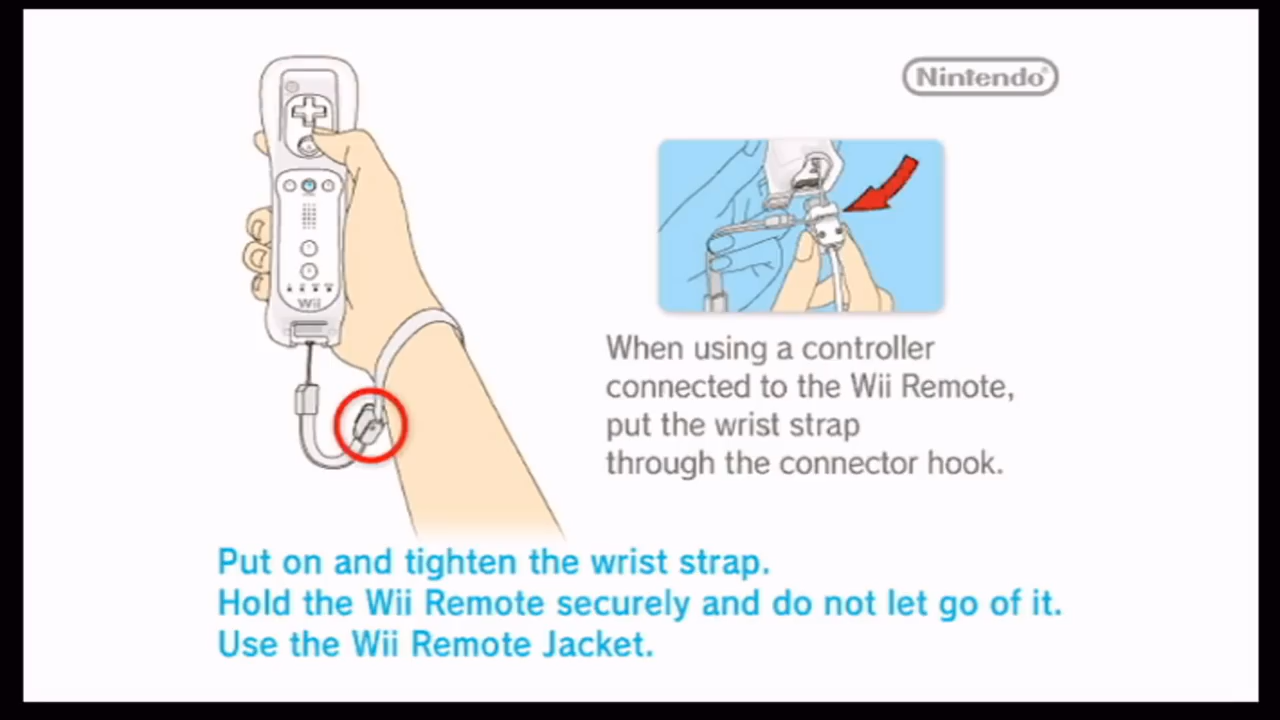 Nintendo®
Wii
When using a controller
connected to the Wii Remote,
put the wrist strap
through the connector hook.
Put on and tighten the wrist strap.
Hold the Wii Remote securely and do not let go of it.
Use the Wii Remote Jacket.